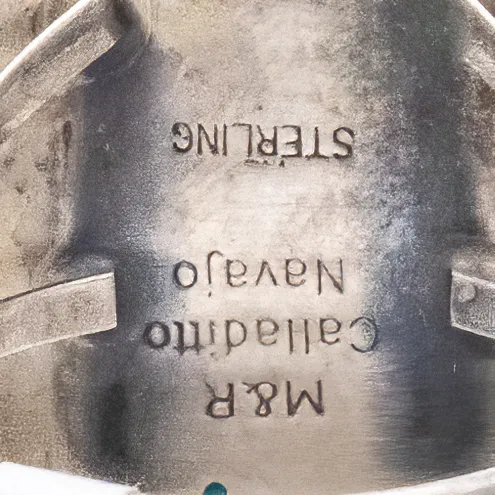 M&R
Calladitto
Navajo
STERLING